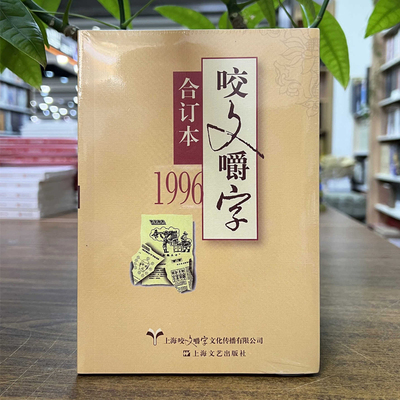 咬文嚼字
合订本
1996
上海咬文嚼字文化传播有限公司
上海文艺出版社